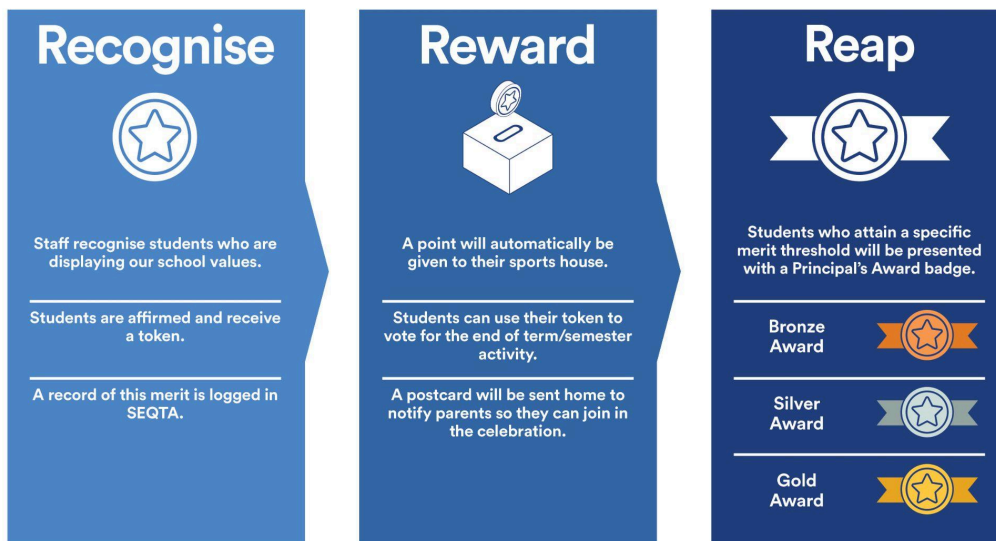 Recognise
Staff recognise students who are
displaying our school values.
Students are affirmed and receive
a token.
A record of this merit is logged in
SEQTA.
Reward
A point will automatically be
given to their sports house.
Students can use their token to
vote for the end of term/semester
activity.
A postcard will be sent home to
notify parents so they can join in
the celebration.
Reap
Students who attain a specific
merit threshold will be presented
with a Principal's Award badge.
Bronze
Award
Silver
Award
Gold
Award